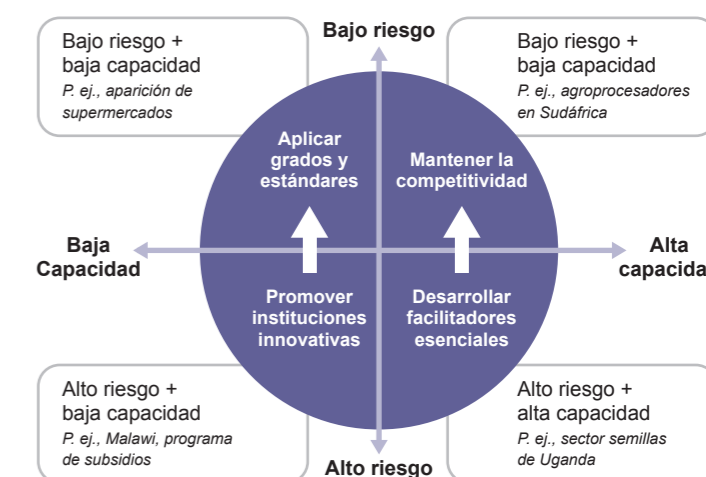 Bajo riesgo +
baja capacidad
P. ej., aparición de
supermercados
Bajo riesgo
Bajo riesgo +
baja capacidad
P. ej., agroprocesadores
en Sudáfrica
Aplicar
grados y
estándares
Mantener la
competitividad
Baja
Capacidad
Alta
capacida
Promover
instituciones
innovativas
Desarrollar
facilitadores
esenciales
Alto riesgo +
baja capacidad
P. ej., Malawi, programa
de subsidios
Alto riesgo
Alto riesgo +
alta capacidad
P. ej., sector semillas
de Uganda